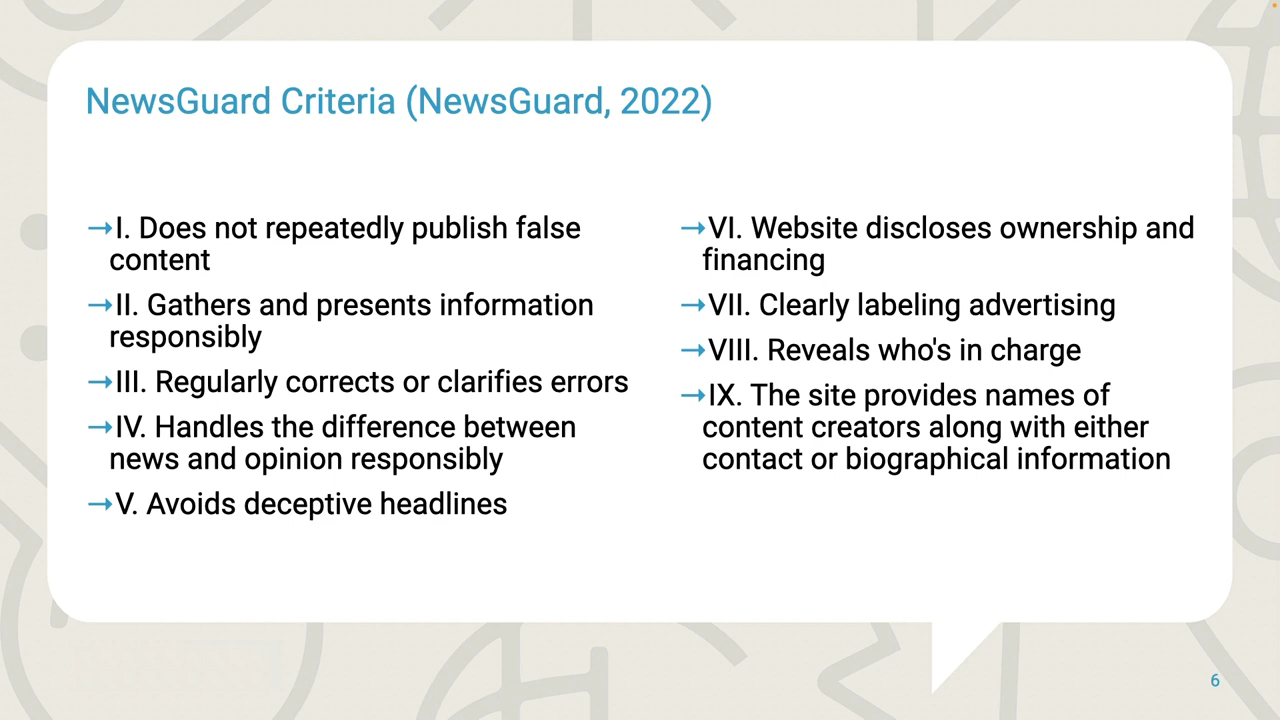 NewsGuard Criteria (NewsGuard, 2022)
→I. Does not repeatedly publish false
content
→II. Gathers and presents information
responsibly
→III. Regularly corrects or clarifies errors
→IV. Handles the difference between
news and opinion responsibly
→V. Avoids deceptive headlines
→VI. Website discloses ownership and
financing
→VII. Clearly labeling advertising
→VIII. Reveals who's in charge
→IX. The site provides names of
content creators along with either
contact or biographical information
6